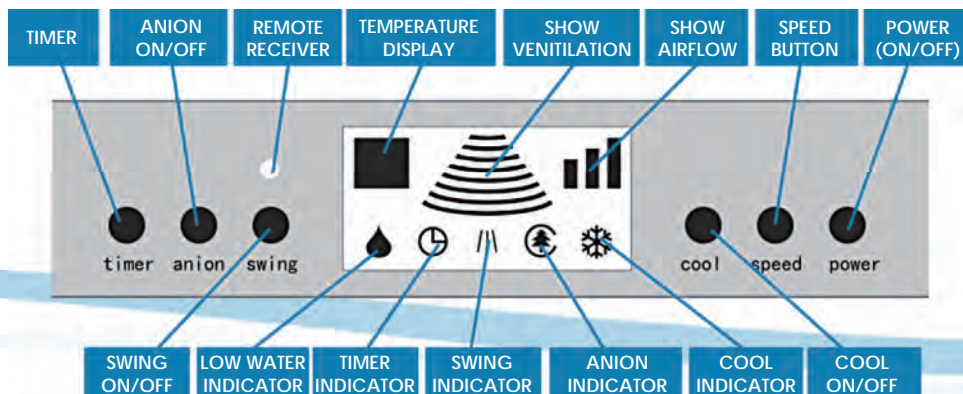 TIMER
ANION
ON/OFF
REMOTE
RECEIVER
TEMPERATURE
DISPLAY
SHOW
VENITILATION
SHOW
AIRFLOW
SPEED
BUTTON
POWER
(ON/OFF)
timer anion swing
cool speed power
SWING
ON/OFF
LOW WATER
INDICATOR
TIMER
INDICATOR
SWING
INDICATOR
ANION
INDICATOR
COOL
INDICATOR
COOL
ON/OFF